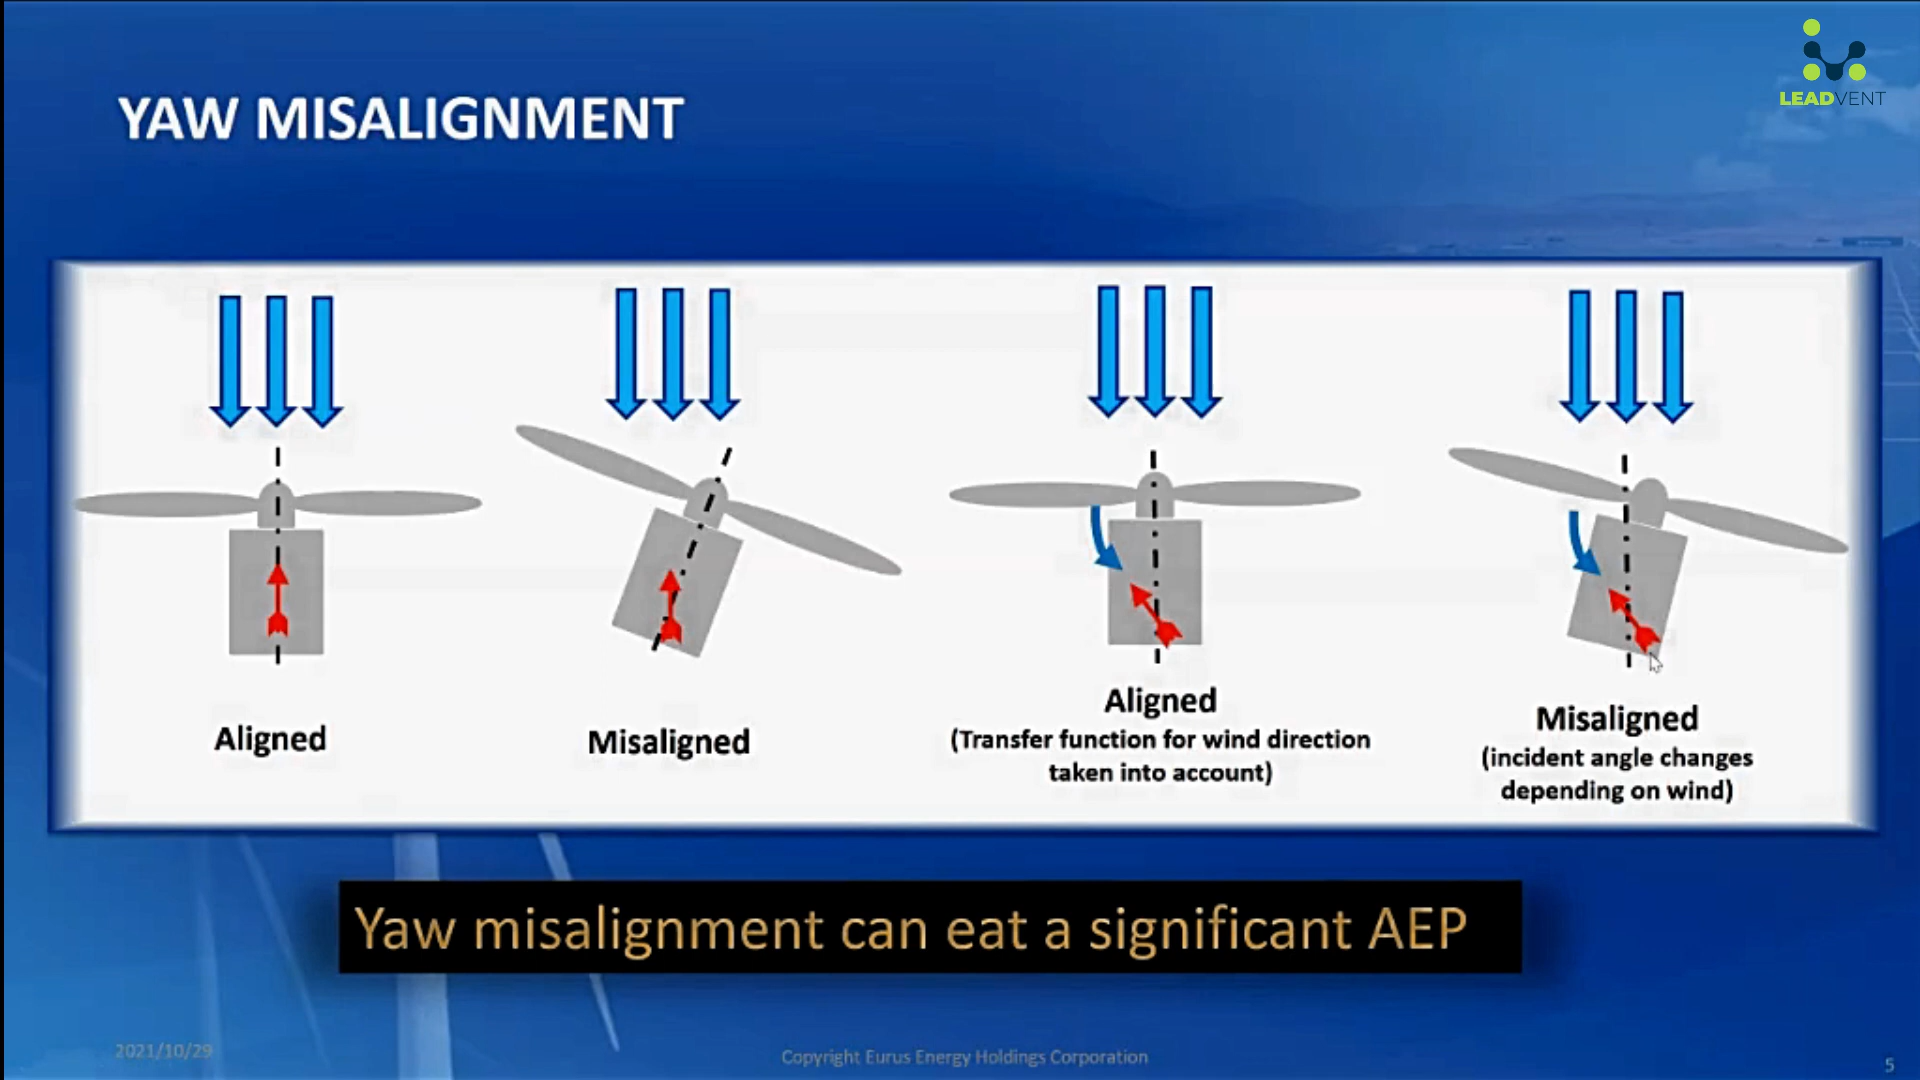 LEADVENT
YAW MISALIGNMENT
Aligned
Misaligned
Aligned
(Transfer function for wind direction
taken into account)
Misaligned
(incident angle changes
depending on wind)
Yaw misalignment can eat a significant AEP
2021/10/29
Copyright Eurus Energy Holdings Corporation
5